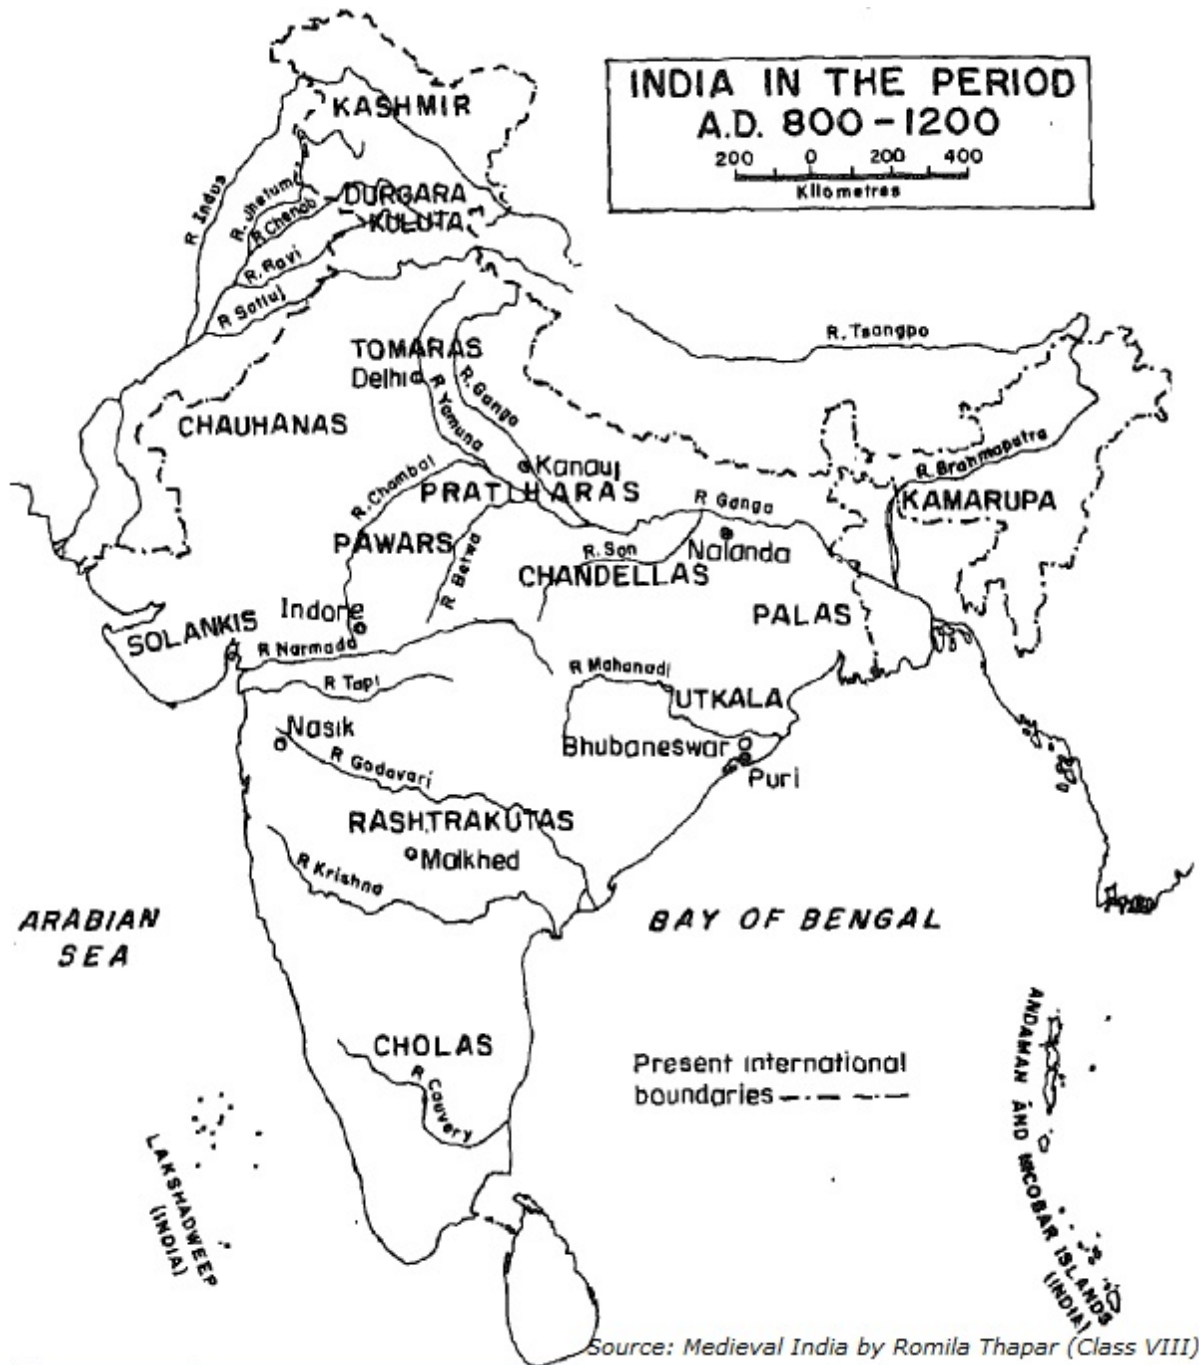 INDIA IN THE PERIOD
A.D. 800-1200
200 0 200 400
Kilometres
KASHMIR
R Indus
R. Jhelum
DURGARA
R Chenab
KULUTA
R. Ravi
R Satluj
R. Tsangpo
TOMARAS
Delhi
R. Ganga
R Yamuna
CHAUHANAS
R. Brahmaputra
Kanauj
R. Chambal
PRATIHARAS
R Ganga
KAMARUPA
PAWARS
R Betwa
R. Son
Nalanda
CHANDELLAS
Indore
PALAS
SOLANKIS
R Narmada
R Mahanadi
R Tapi
UTKALA
Nasik
Bhubaneswar
R Godavari
Puri
RASHTRAKUTAS
Malkhed
R Krishna
ARABIAN
SEA
BAY OF BENGAL
CHOLAS
R Cauvery
Present international
boundaries
ANDAMAN AND NICOBAR ISLANDS
(INDIA)
LAKSHADWEEP
(INDIA)
Source: Medieval India by Romila Thapar (Class VIII)